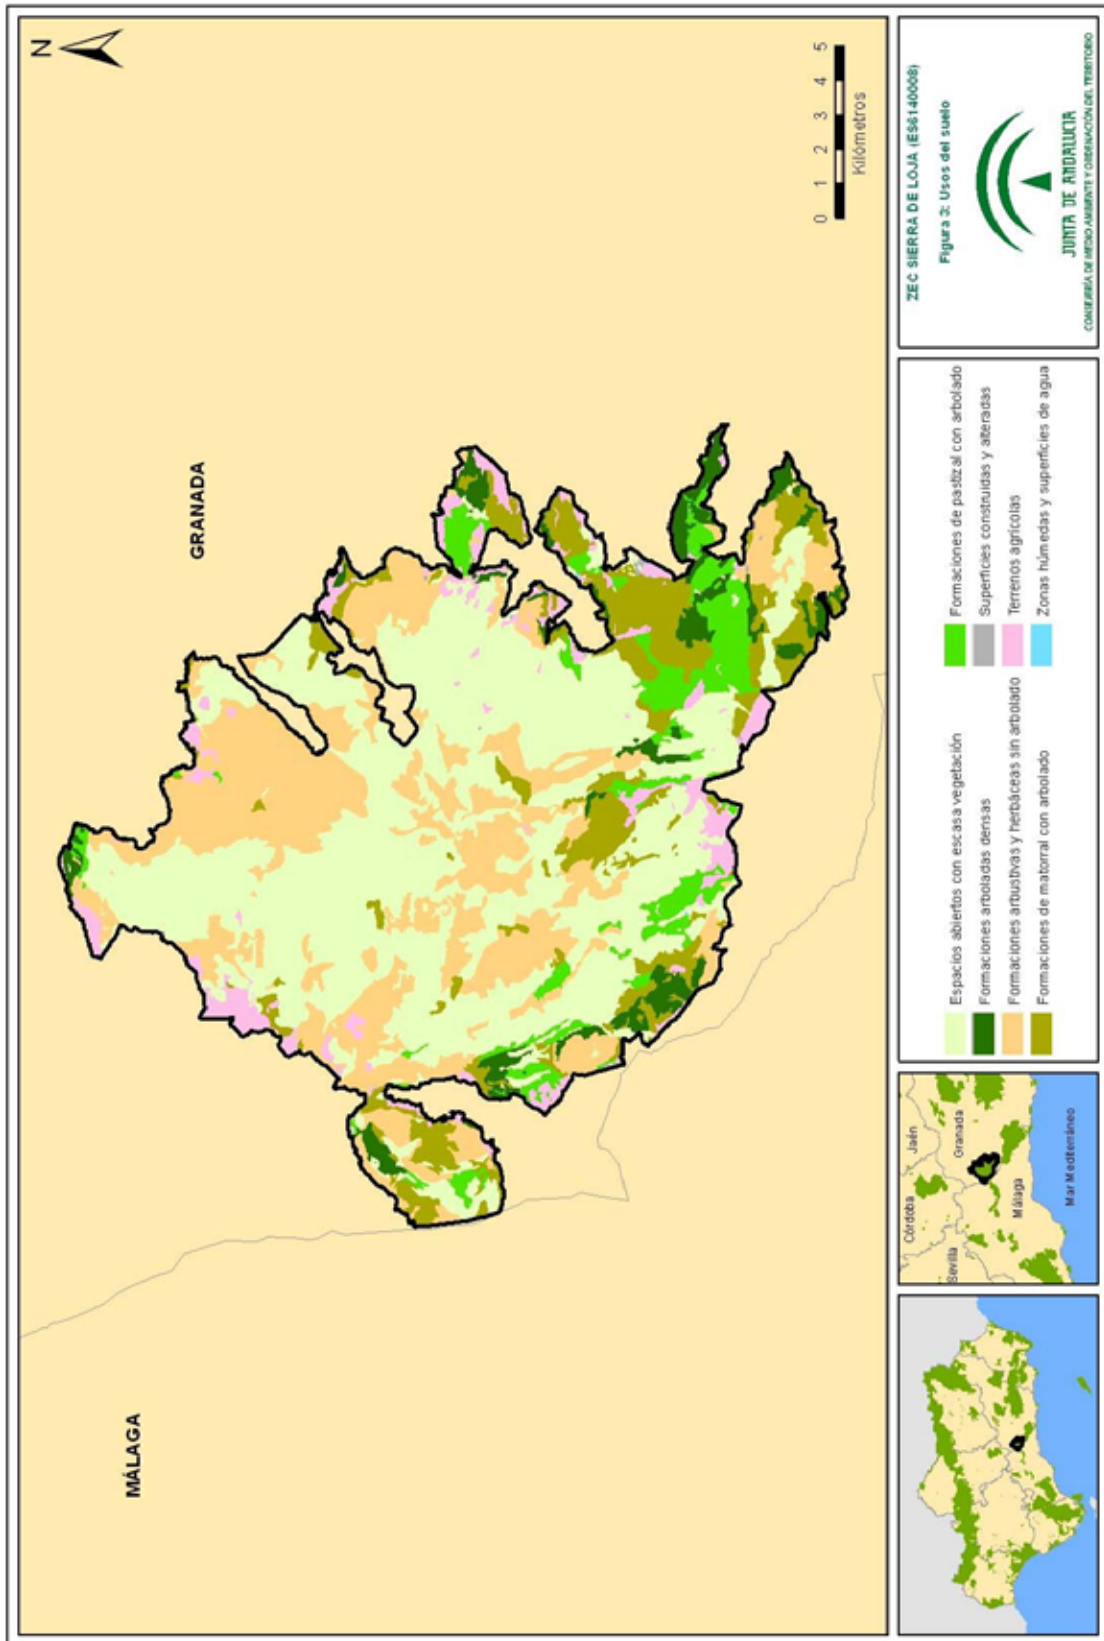 N
GRANADA
MÁLAGA
0 1 2 3 4 5
Kilómetros
Córdoba
Jaén
Sevilla
Granada
Málaga
Mar Mediterráneo
Espacios abiertos con escasa vegetación
Formaciones arboladas densas
Formaciones arbustivas y herbáceas sin arbolado
Formaciones de matorral con arbolado
Formaciones de pastizal con arbolado
Superficies construidas y alteradas
Terrenos agrícolas
Zonas húmedas y superficies de agua
ZEC SIERRA DE LOJA (ES6140008)
Figura 3: Usos del suelo
JUNTA DE ANDALUCIA
CONSEJERÍA DE MEDIO AMBIENTE Y ORDENACIÓN DEL TERRITORIO